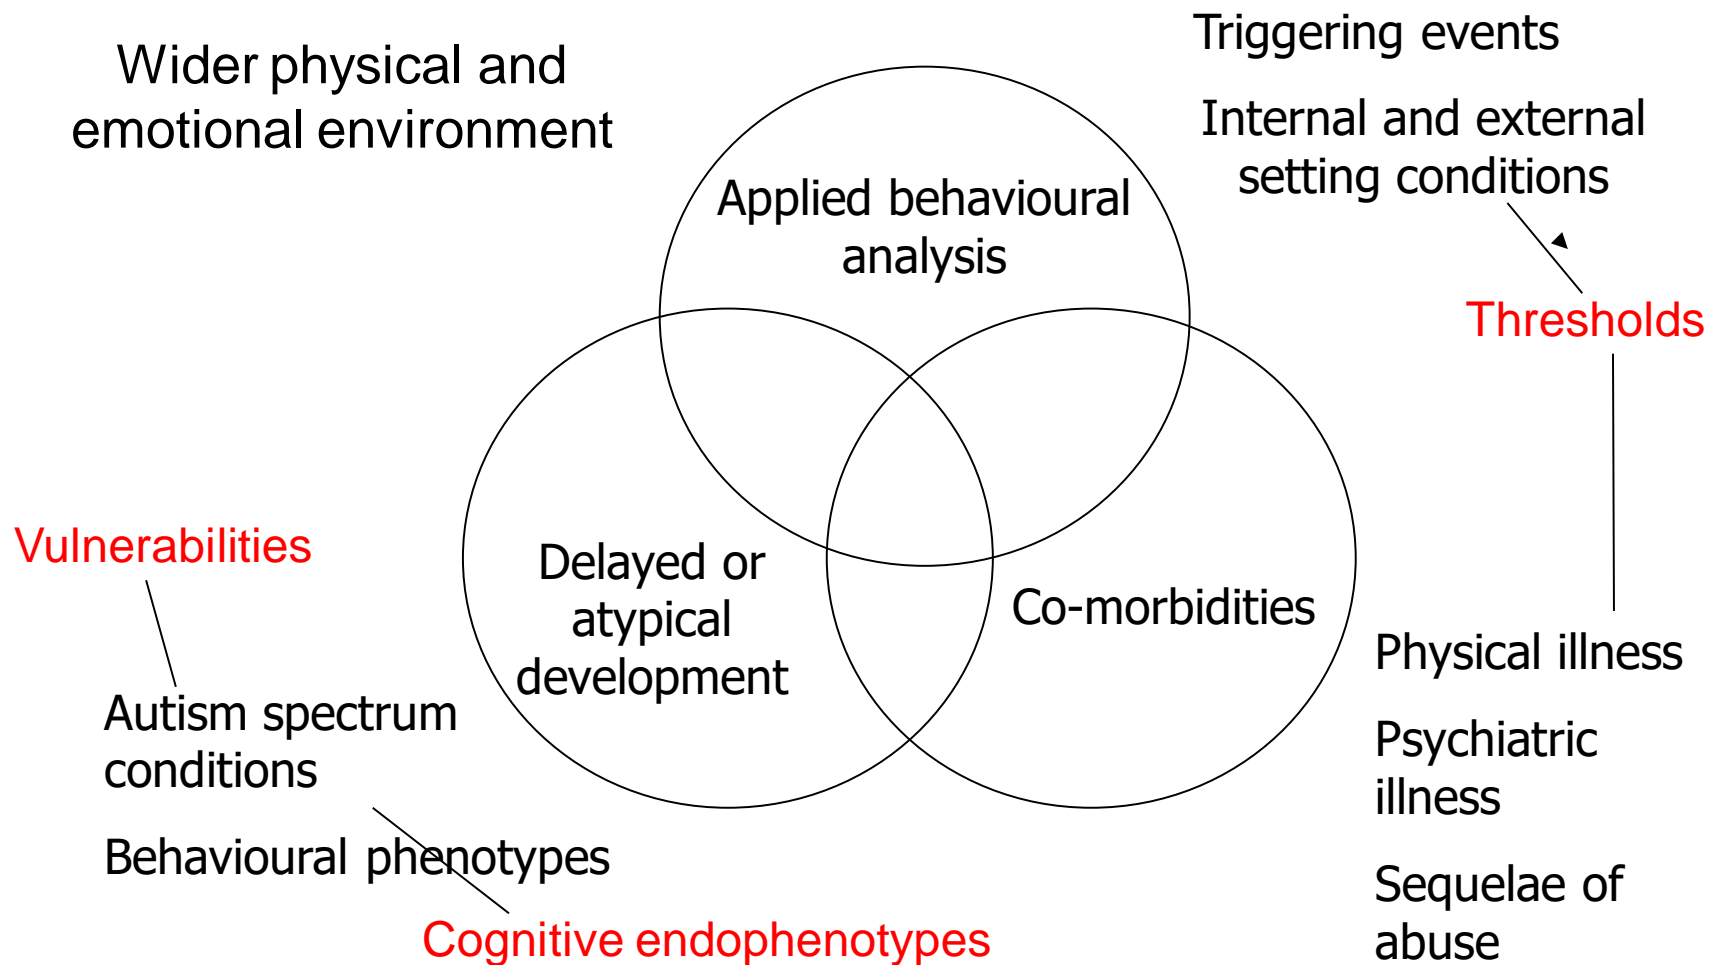 Wider physical and
emotional environment
Triggering events
Internal and external
setting conditions
Applied behavioural
analysis
Thresholds
Vulnerabilities
Delayed or
atypical
development
Co-morbidities
Autism spectrum
conditions
Behavioural phenotypes
Cognitive endophenotypes
Physical illness
Psychiatric
illness
Sequelae of
abuse